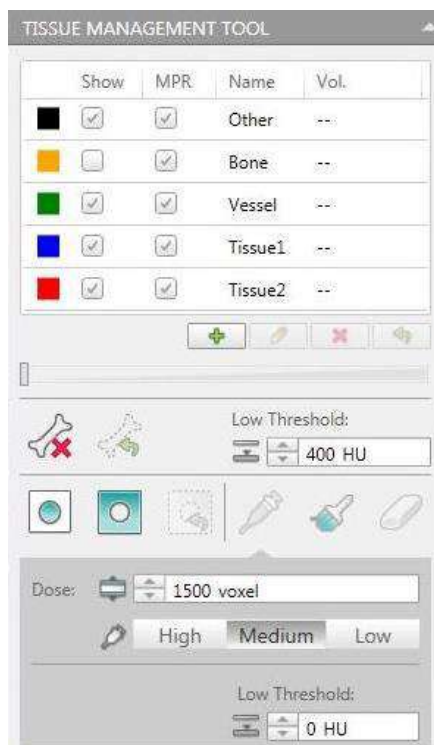 TISSUE MANAGEMENT TOOL
Show MPR Name Vol.
Other --
Bone --
Vessel --
Tissue1 --
Tissue2 --
Low Threshold:
400 HU
Dose: 1500 voxel
High Medium Low
Low Threshold:
0 HU